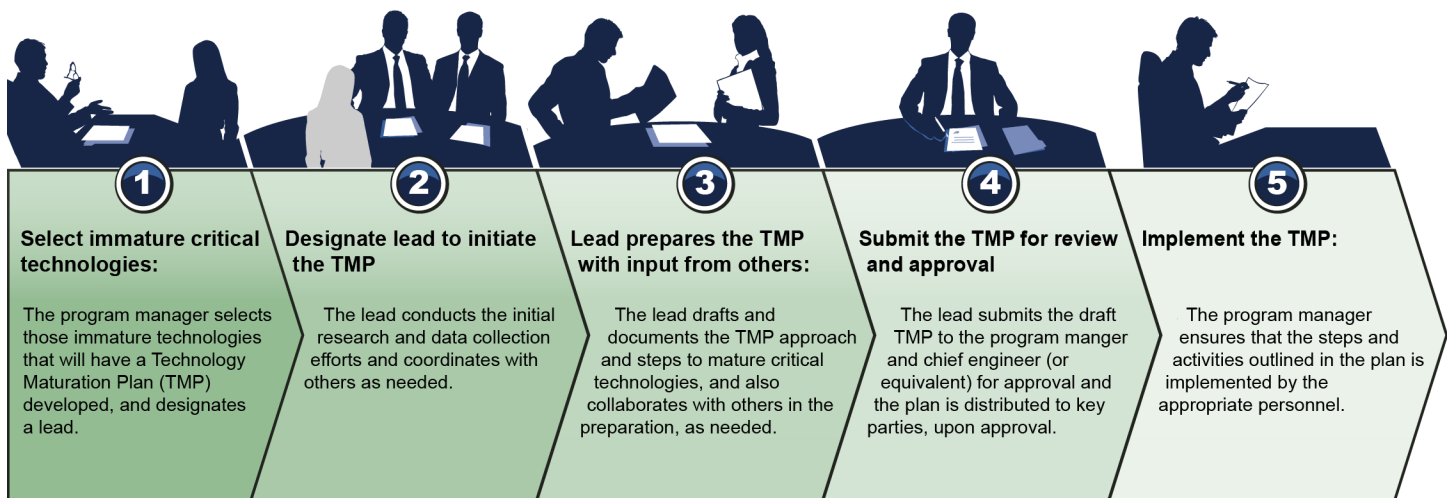 1
Select immature critical
technologies:
The program manager selects
those immature technologies
that will have a Technology
Maturation Plan (TMP)
developed, and designates
a lead.
2
Designate lead to initiate
the TMP
The lead conducts the initial
research and data collection
efforts and coordinates with
others as needed.
3
Lead prepares the TMP
with input from others:
The lead drafts and
documents the TMP approach
and steps to mature critical
technologies, and also
collaborates with others in the
preparation, as needed.
4
Submit the TMP for review
and approval
The lead submits the draft
TMP to the program manger
and chief engineer (or
equivalent) for approval and
the plan is distributed to key
parties, upon approval.
5
Implement the TMP:
The program manager
ensures that the steps and
activities outlined in the plan is
implemented by the
appropriate personnel.